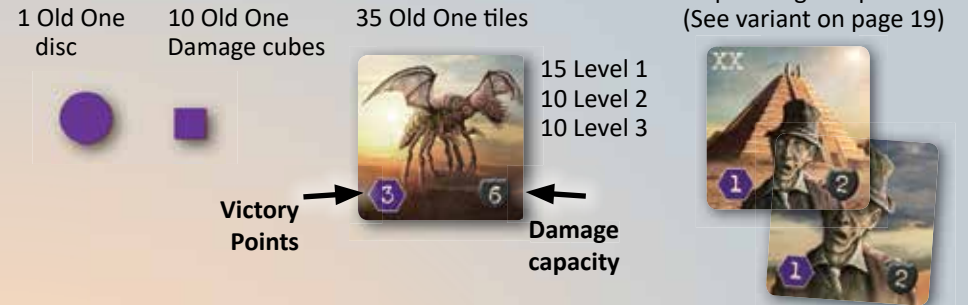 1 Old One
disc
10 Old One
Damage cubes
35 Old One tiles
(See variant on page 19)
15 Level 1
10 Level 2
10 Level 3
XX
3
6
1
2
1
2
Victory
Points
Damage
capacity